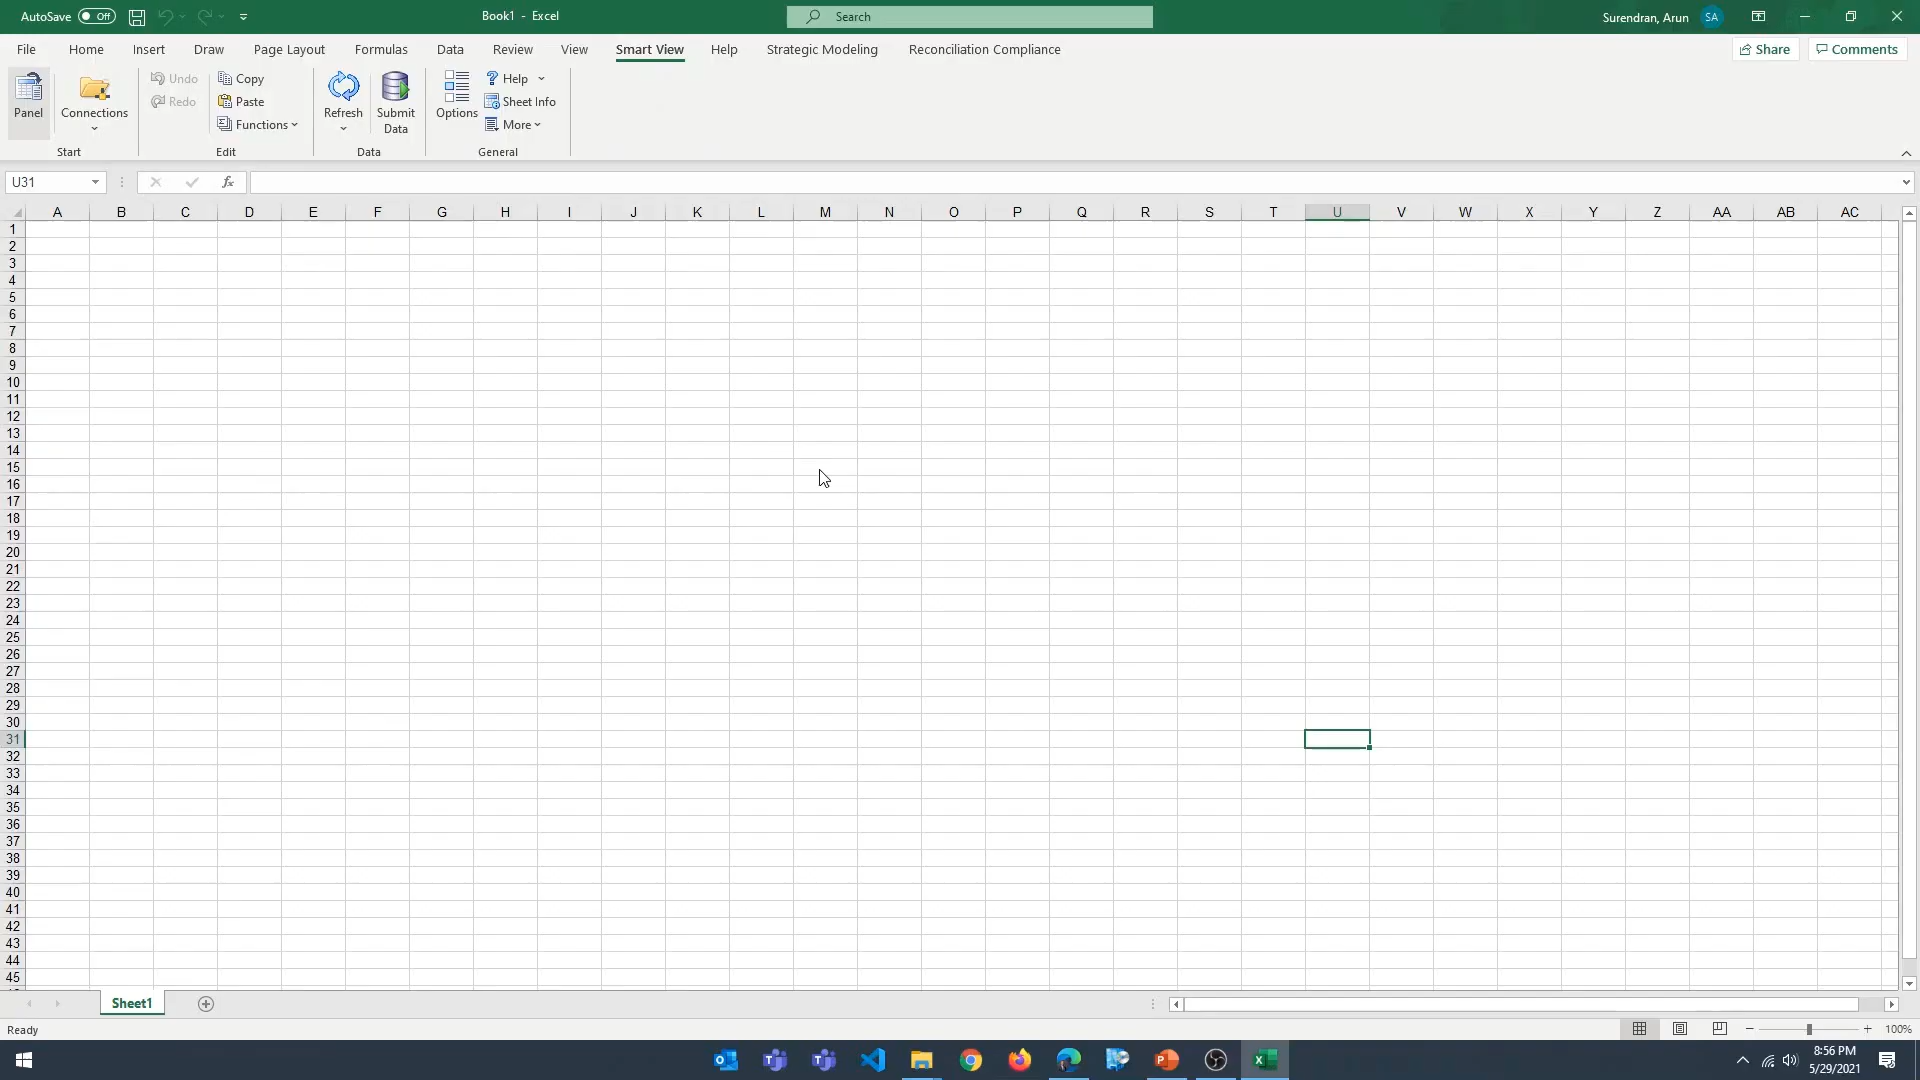 AutoSave Off Book1 - Excel Search Surendran, Arun SA
File Home Insert Draw Page Layout Formulas Data Review View Smart View Help Strategic Modeling Reconciliation Compliance Share Comments
Panel
Connections
Undo
Redo
Copy
Paste
Functions
Refresh
Submit
Data
Options
Help
Sheet Info
More
Start Edit Data General
U31 fx
A B C D E F G H I J K L M N O P Q R S T U V W X Y Z AA AB AC
1
2
3
4
5
6
7
8
9
10
11
12
13
14
15
16
17
18
19
20
21
22
23
24
25
26
27
28
29
30
31
32
33
34
35
36
37
38
39
40
41
42
43
44
45
Sheet1
Ready 100%
8:56 PM
5/29/2021